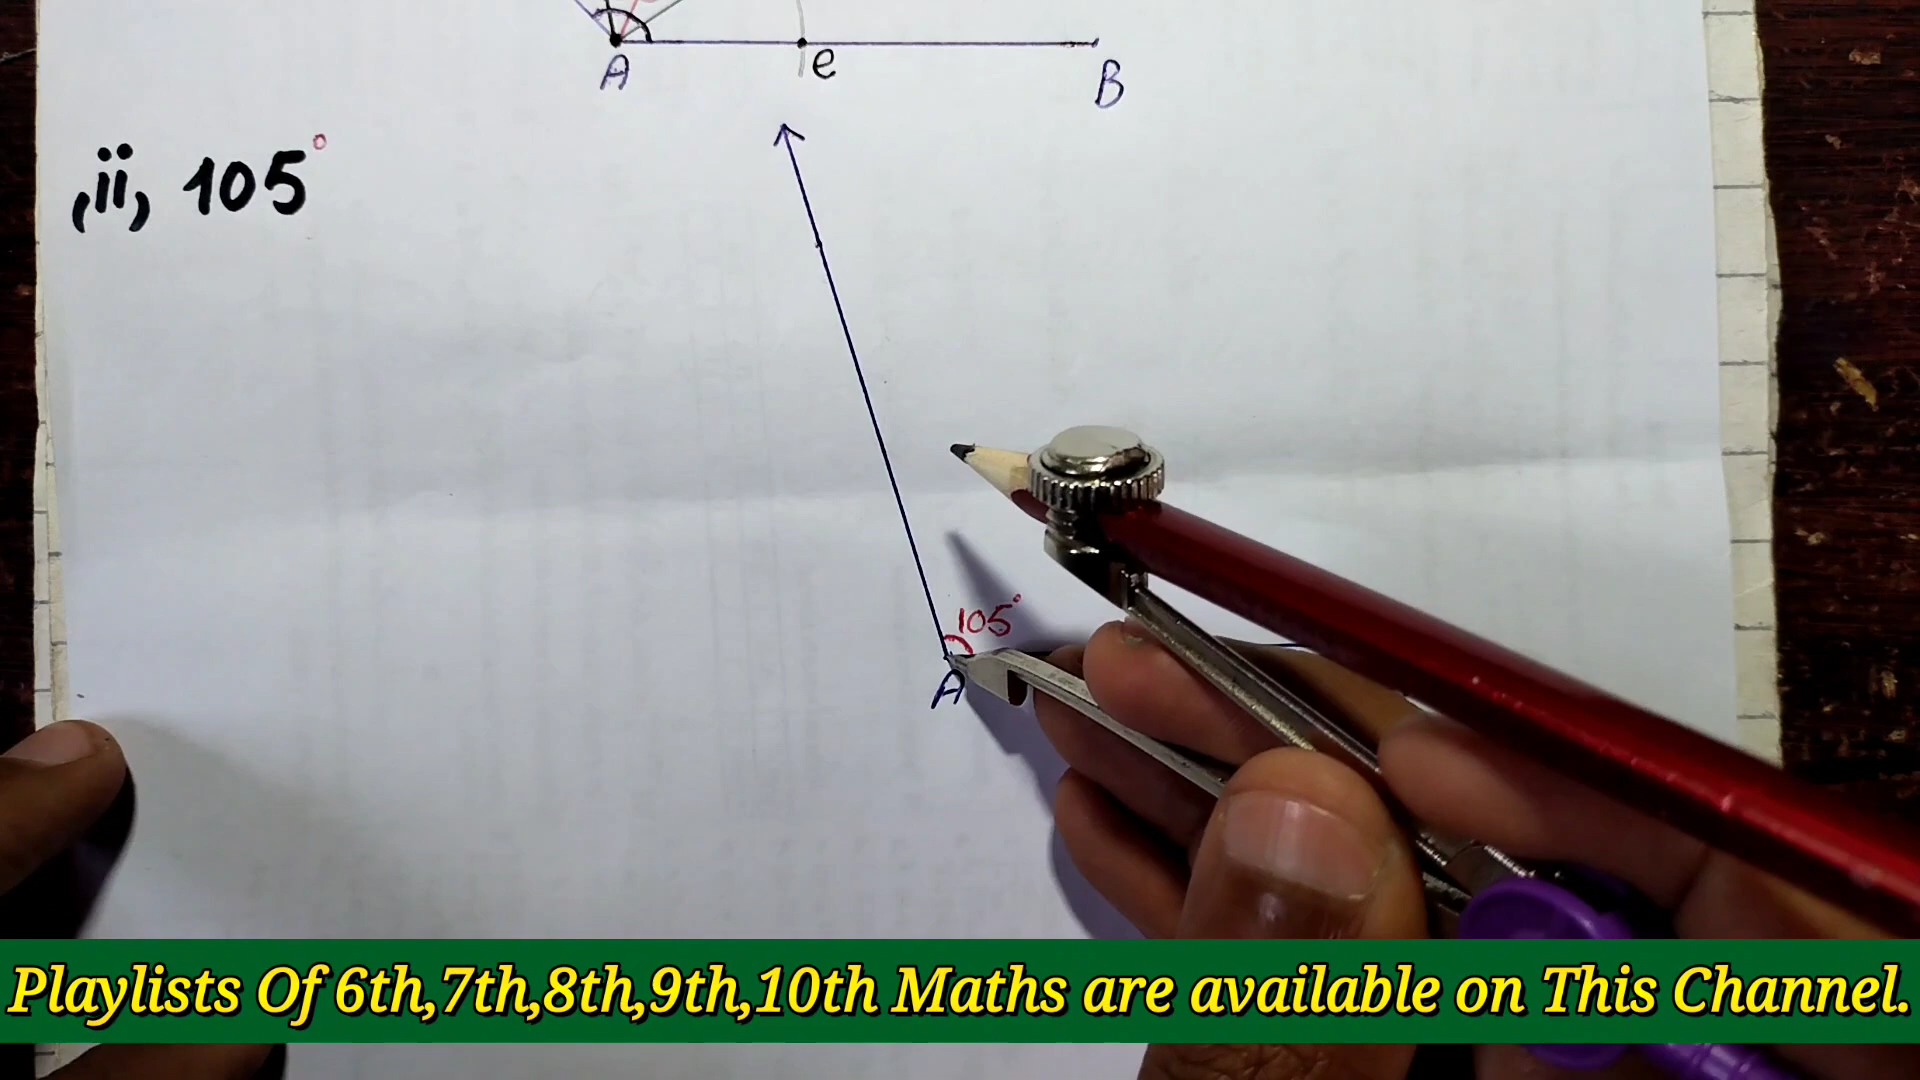 A e B
,ii, 105°
105°
A
Playlists Of 6th,7th,8th,9th,10th Maths are available on This Channel.